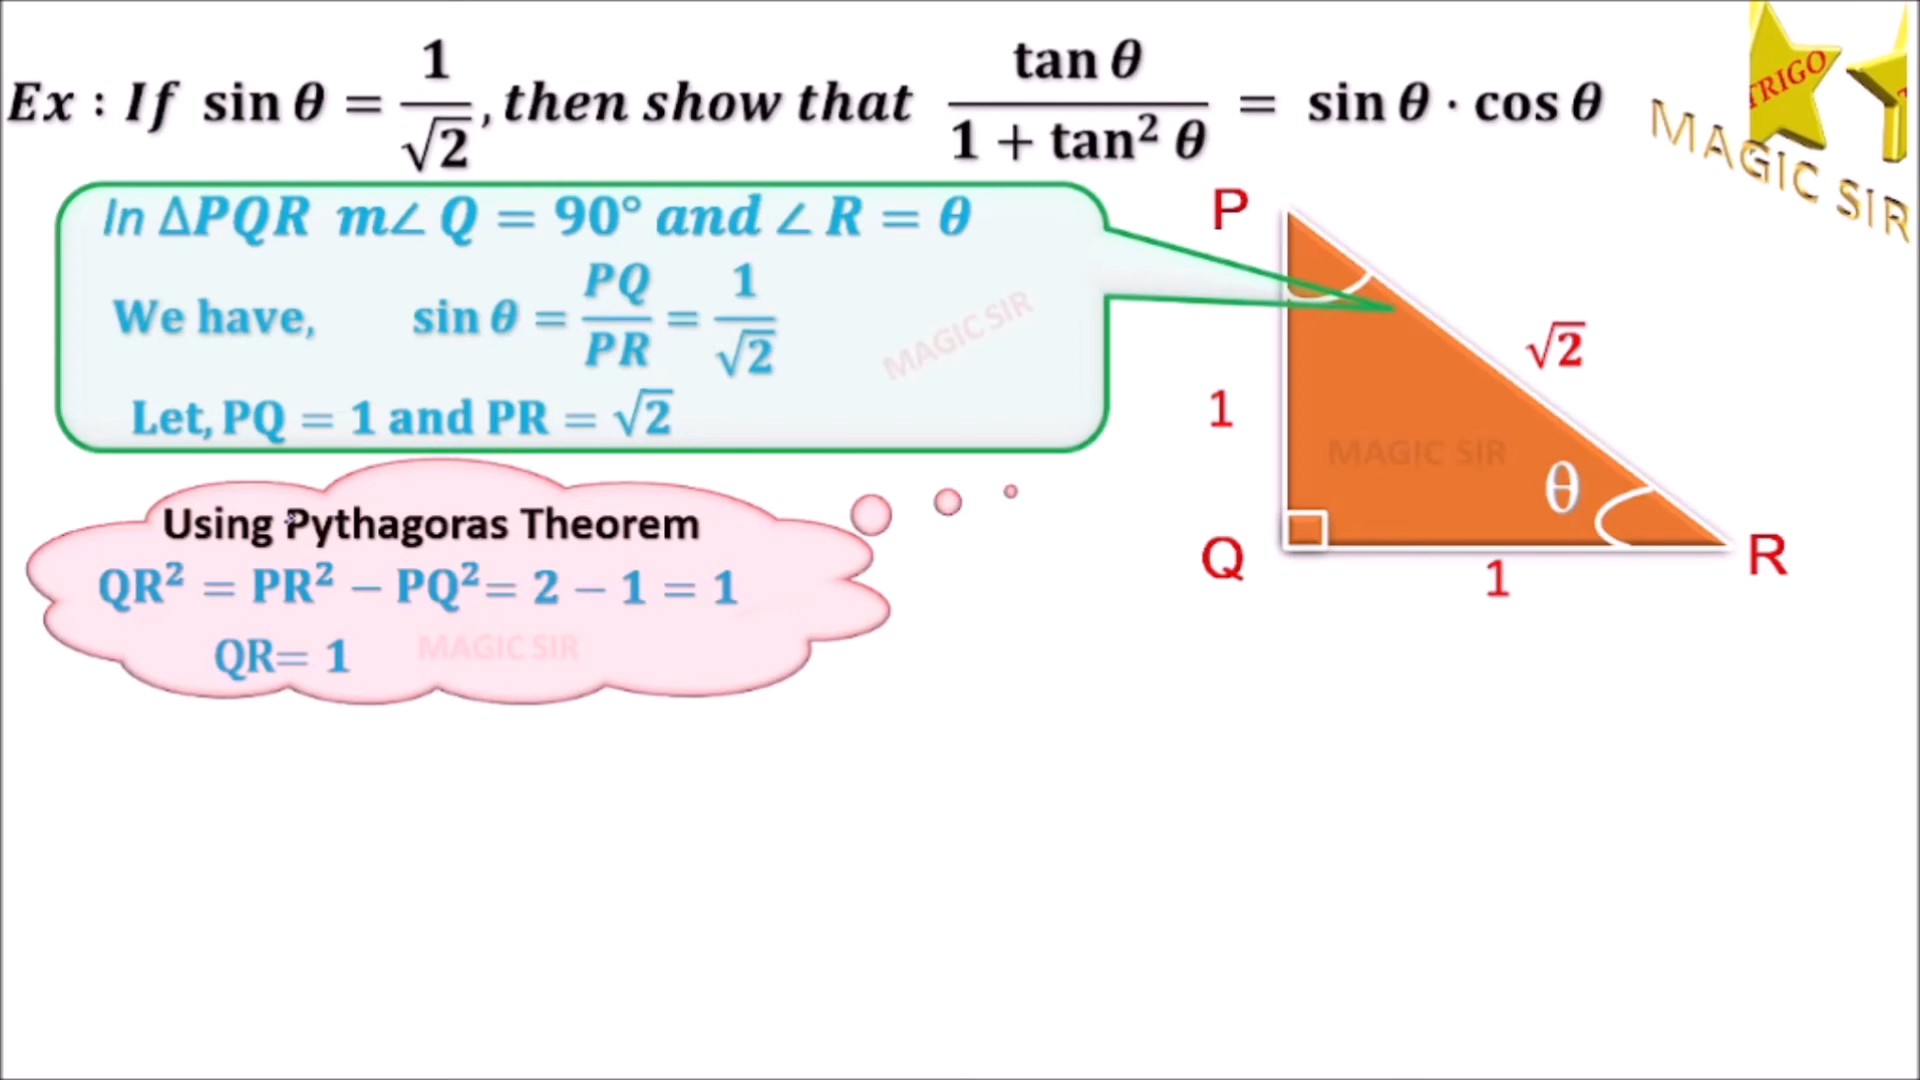 Ex : If sin θ = 1/√2 , then show that tan θ / 1 + tan² θ = sin θ · cos θ
TRIGO
MAGIC SIR
In ΔPQR m∠ Q = 90° and ∠ R = θ
We have, sin θ = PQ/PR = 1/√2
Let, PQ = 1 and PR = √2
MAGIC SIR
P
√2
1
MAGIC SIR
θ
Q
R
1
Using Pythagoras Theorem
QR² = PR² − PQ²= 2 − 1 = 1
QR= 1
MAGIC SIR